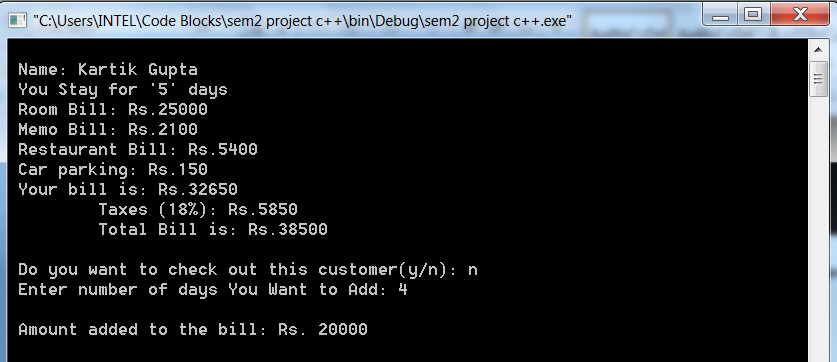 "C:\Users\INTEL\Code Blocks\sem2 project c++\bin\Debug\sem2 project c++.exe"
Name: Kartik Gupta
You Stay for '5' days
Room Bill: Rs.25000
Memo Bill: Rs.2100
Restaurant Bill: Rs.5400
Car parking: Rs.150
Your bill is: Rs.32650
Taxes (18%): Rs.5850
Total Bill is: Rs.38500
Do you want to check out this customer(y/n): n
Enter number of days You Want to Add: 4
Amount added to the bill: Rs. 20000